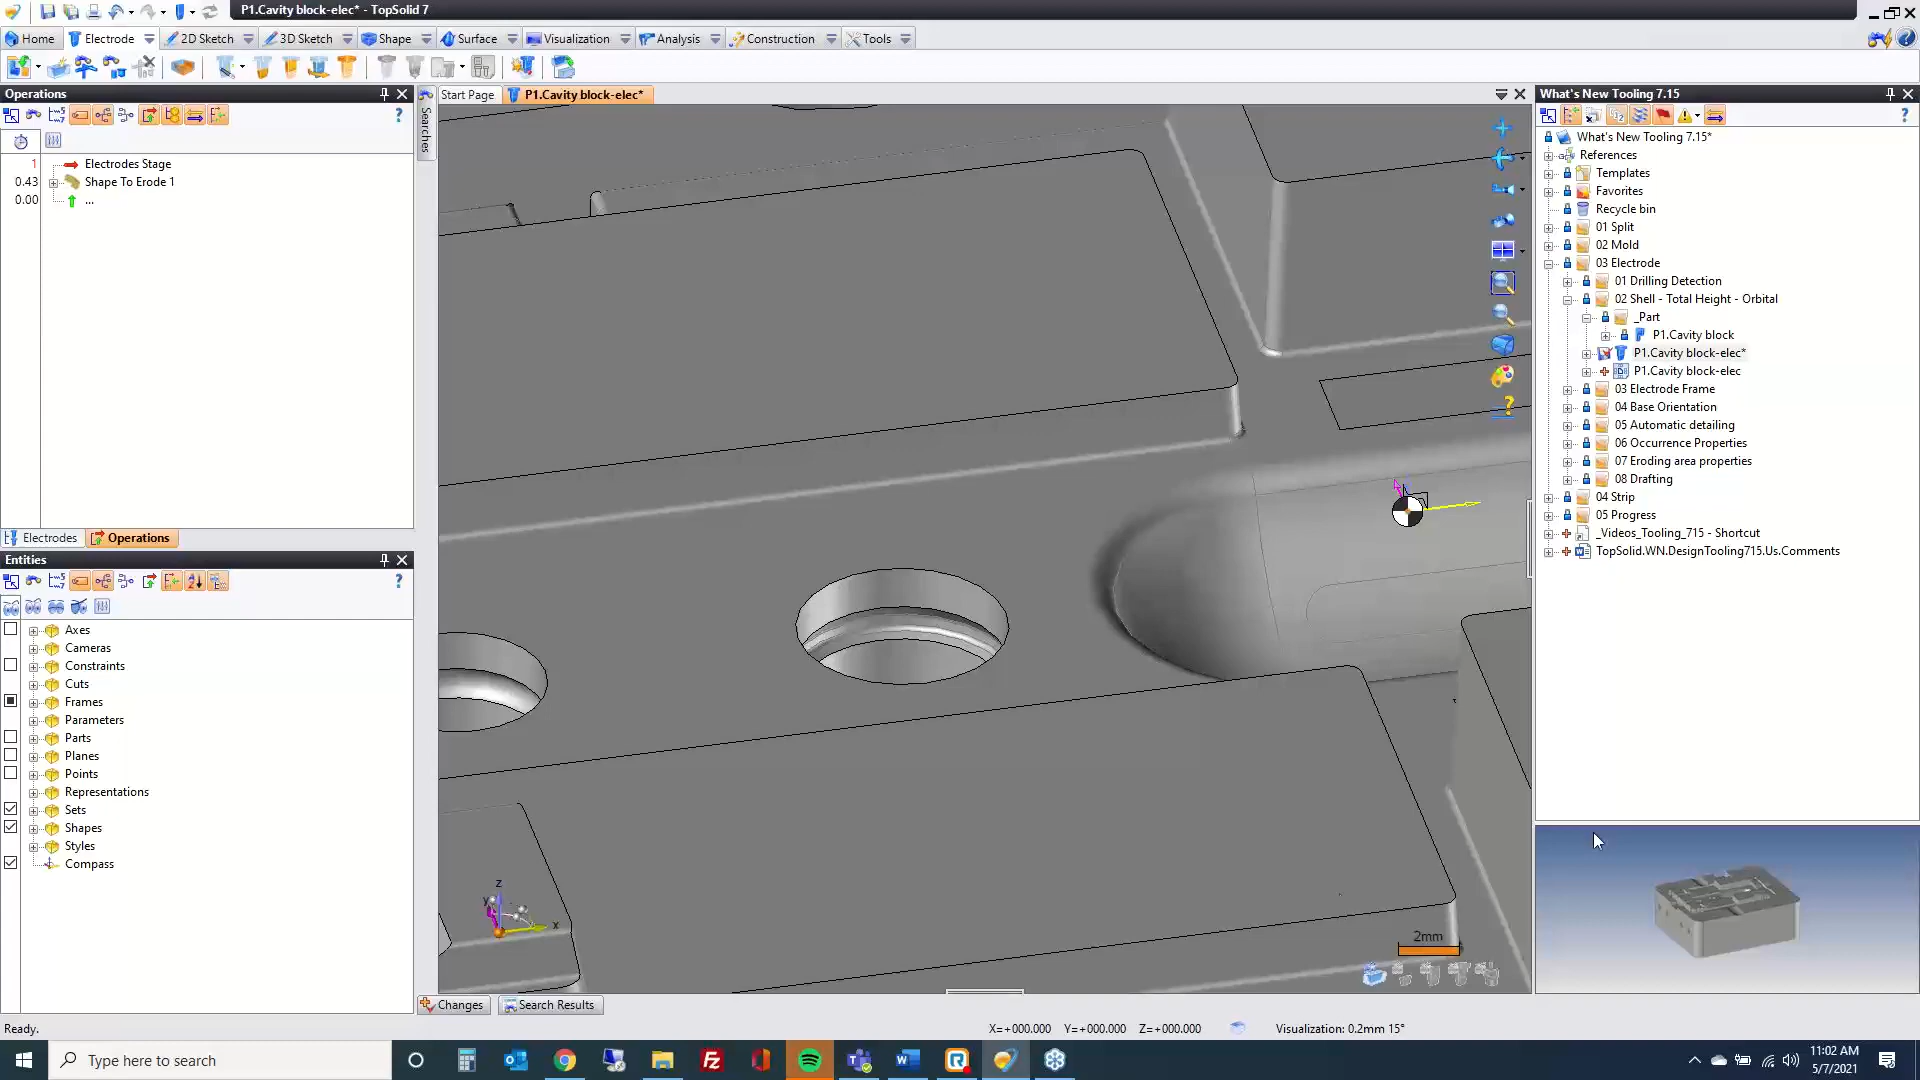 P1.Cavity block-elec* - TopSolid 7
Home Electrode 2D Sketch 3D Sketch Shape Surface Visualization Analysis Construction Tools
Operations
1 Electrodes Stage
0.43 Shape To Erode 1
0.00 ...
Electrodes Operations
Entities
Axes
Cameras
Constraints
Cuts
Frames
Parameters
Parts
Planes
Points
Representations
Sets
Shapes
Styles
Compass
Searches
Start Page P1.Cavity block-elec*
z
y
x
2mm
Changes Search Results
What's New Tooling 7.15
What's New Tooling 7.15*
References
Templates
Favorites
Recycle bin
01 Split
02 Mold
03 Electrode
01 Drilling Detection
02 Shell - Total Height - Orbital
_Part
P1.Cavity block
P1.Cavity block-elec*
P1.Cavity block-elec
03 Electrode Frame
04 Base Orientation
05 Automatic detailing
06 Occurrence Properties
07 Eroding area properties
08 Drafting
04 Strip
05 Progress
_Videos_Tooling_715 - Shortcut
TopSolid.WN.DesignTooling715.Us.Comments
Ready.
X=+000.000 Y=+000.000 Z=+000.000 Visualization: 0.2mm 15°
Type here to search
11:02 AM
5/7/2021